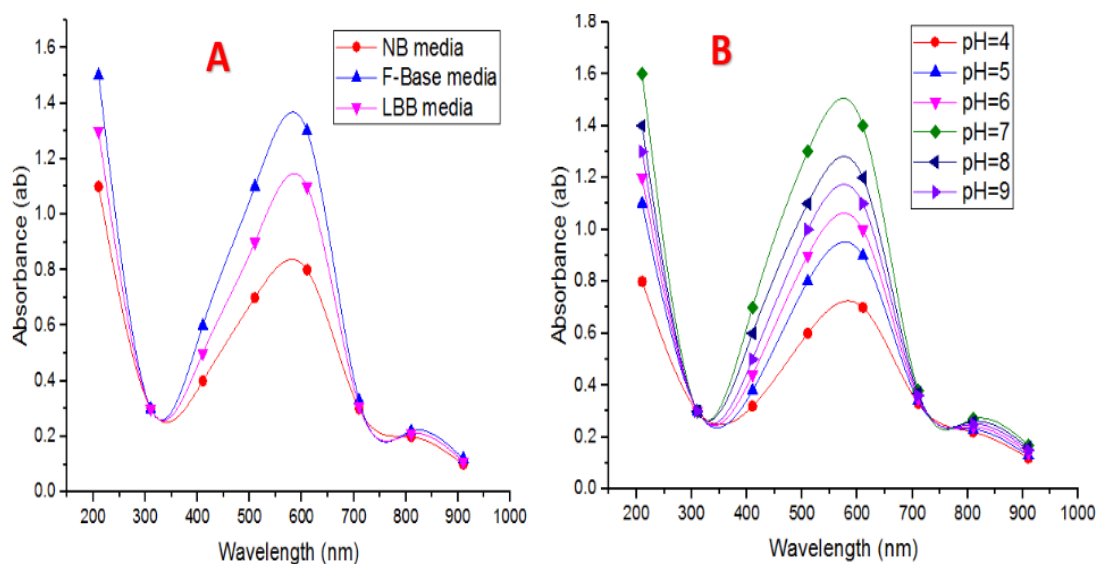 A
NB media
F-Base media
LBB media
1.6
1.4
1.2
1.0
0.8
0.6
0.4
0.2
0.0
Absorbance (ab)
200 300 400 500 600 700 800 900 1000
Wavelength (nm)
B
pH=4
pH=5
pH=6
pH=7
pH=8
pH=9
1.8
1.6
1.4
1.2
1.0
0.8
0.6
0.4
0.2
0.0
Absorbance (ab)
200 300 400 500 600 700 800 900 1000
Wavelength (nm)